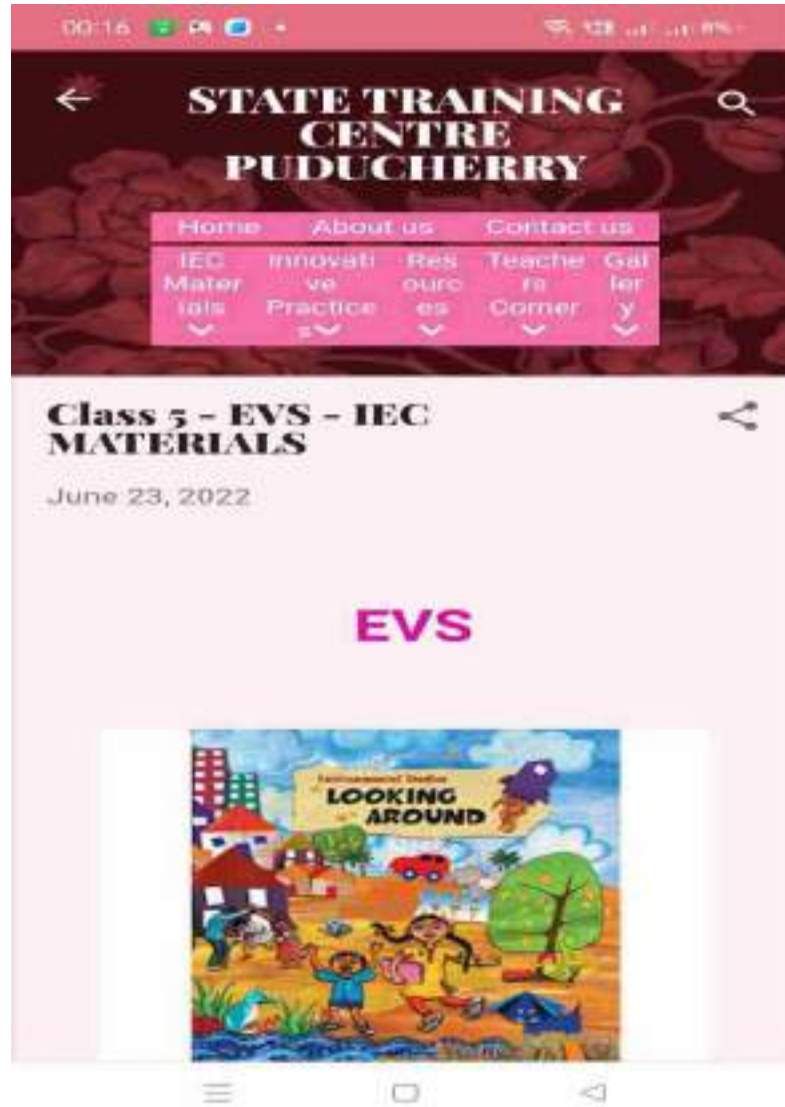 00:16
STATE TRAINING
CENTRE
PUDUCHERRY
Home About us Contact us
IEC Innovati Res Teache Gal
Mater ve ourc rs ler
ials Practice es Corner y
s
Class 5 - EVS - IEC
MATERIALS
June 23, 2022
EVS
Environmental Studies
LOOKING
AROUND